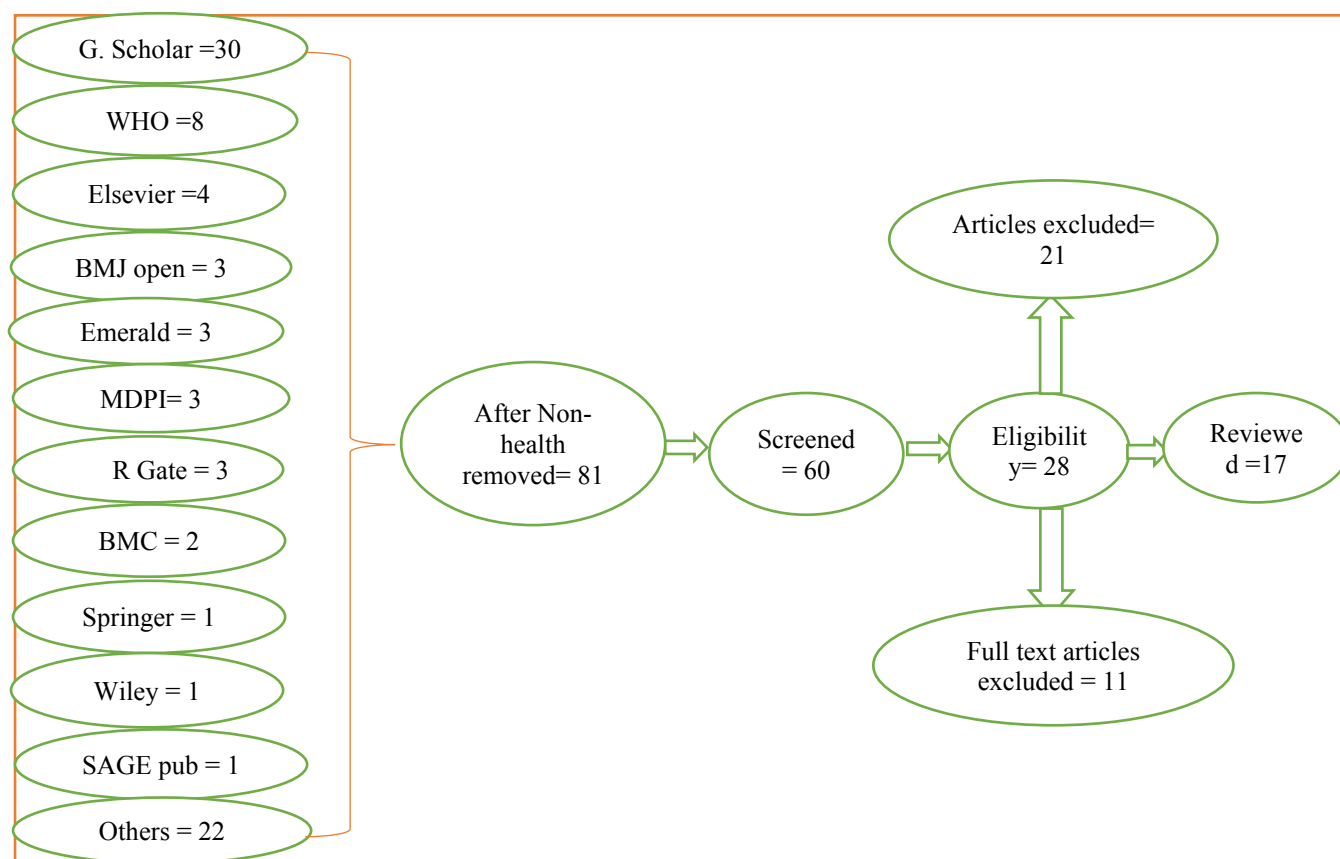 G. Scholar =30
WHO =8
Elsevier =4
BMJ open = 3
Emerald = 3
MDPI= 3
R Gate = 3
BMC = 2
Springer = 1
Wiley = 1
SAGE pub = 1
Others = 22
After Non-
health
removed= 81
Screened
= 60
Articles excluded=
21
Eligibilit
y= 28
Full text articles
excluded = 11
Reviewe
d =17